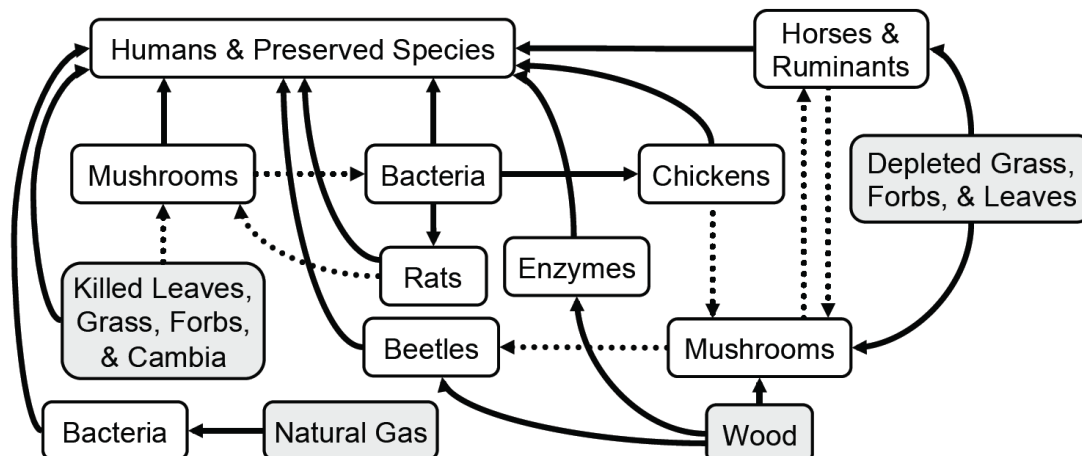 Humans & Preserved Species
Horses &
Ruminants
Mushrooms
Bacteria
Chickens
Depleted Grass,
Forbs, & Leaves
Rats
Enzymes
Killed Leaves,
Grass, Forbs,
& Cambia
Beetles
Mushrooms
Bacteria
Natural Gas
Wood